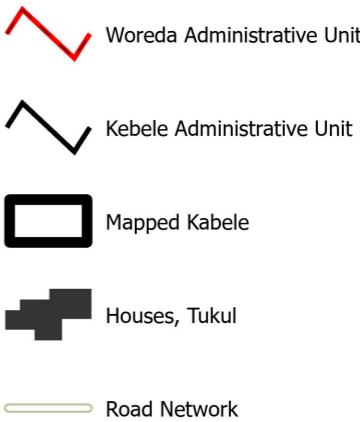 Woreda Administrative Unit
Kebele Administrative Unit
Mapped Kabele
Houses, Tukul
Road Network